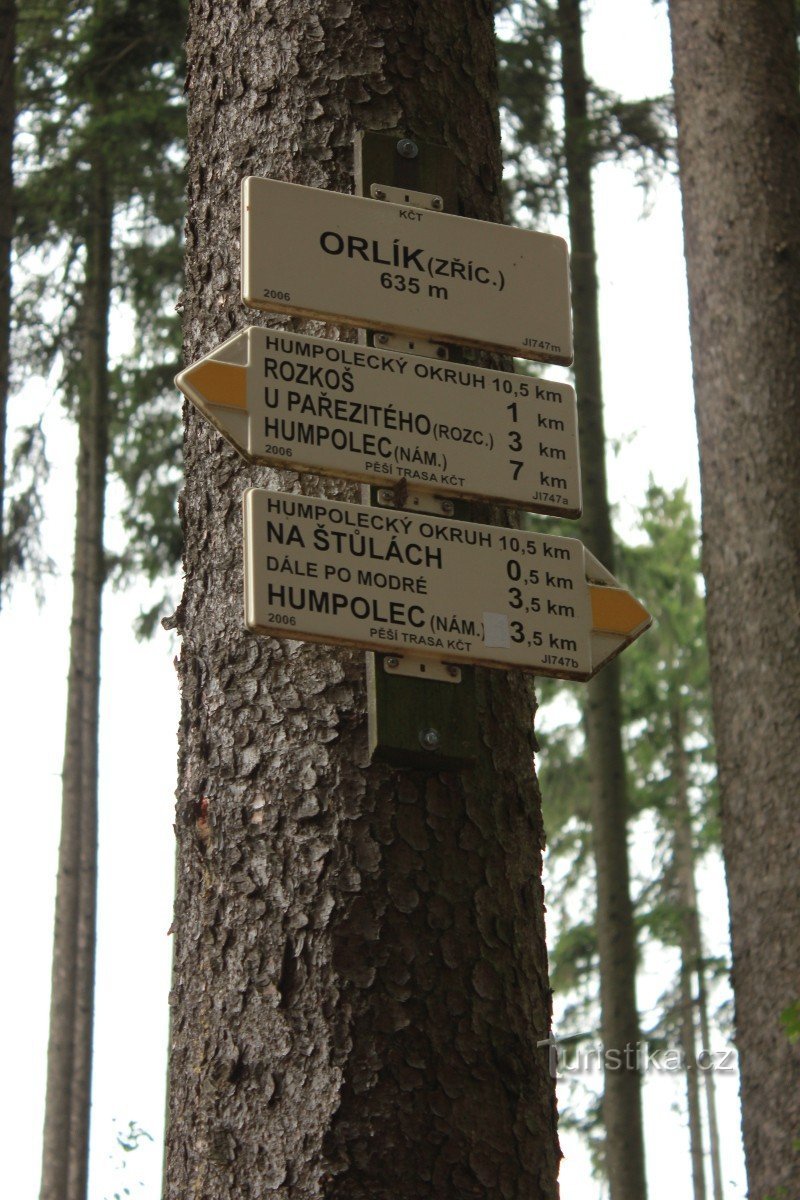 KČT
ORLÍK (ZŘÍC.)
635 m
2006 JI747m
HUMPOLECKÝ OKRUH 10,5 km
ROZKOŠ 1 km
U PAŘEZITÉHO (ROZC.) 3 km
HUMPOLEC (NÁM.) 7 km
2006 PĚŠÍ TRASA KČT JI747a
HUMPOLECKÝ OKRUH 10,5 km
NA ŠTŮLÁCH 0,5 km
DÁLE PO MODRÉ 3,5 km
HUMPOLEC (NÁM.) 3,5 km
2006 PĚŠÍ TRASA KČT JI747b
Turistika.cz